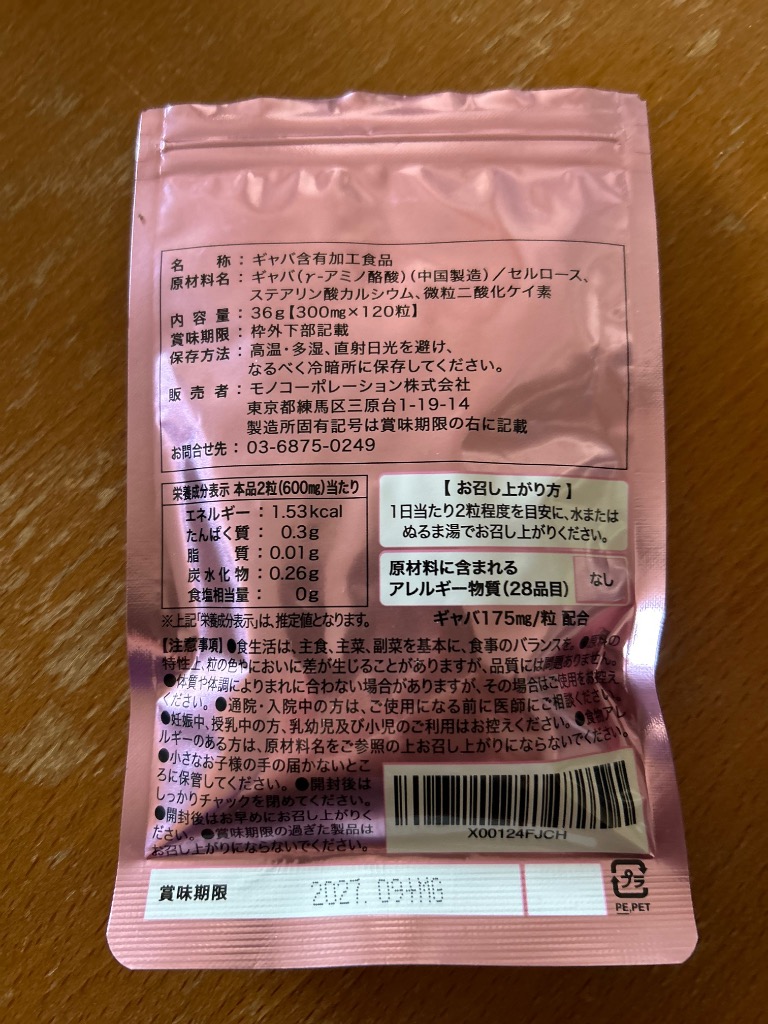 名　　称：ギャバ含有加工食品
原材料名：ギャバ(γ-アミノ酪酸)(中国製造)／セルロース、
ステアリン酸カルシウム、微粒二酸化ケイ素
内 容 量：36g【300mg×120粒】
賞味期限：枠外下部記載
保存方法：高温・多湿、直射日光を避け、
なるべく冷暗所に保存してください。
販 売 者：モノコーポレーション株式会社
東京都練馬区三原台1-19-14
製造所固有記号は賞味期限の右に記載
お問合せ先：03-6875-0249
栄養成分表示 本品2粒(600mg)当たり
エネルギー：1.53kcal
たんぱく質：0.3g
脂　　質：0.01g
炭水化物：0.26g
食塩相当量：0g
※上記「栄養成分表示」は、推定値となります。
【お召し上がり方】
1日当たり2粒程度を目安に、水または
ぬるま湯でお召し上がりください。
原材料に含まれる
アレルギー物質(28品目)
なし
ギャバ175mg/粒 配合
【注意事項】●食生活は、主食、主菜、副菜を基本に、食事のバランスを。●原料の
特性上、粒の色やにおいに差が生じることがありますが、品質には問題ありません。
●体質や体調によりまれに合わない場合がありますが、その場合はご使用をお控え
ください。●通院・入院中の方は、ご使用になる前に医師にご相談ください。
●妊娠中、授乳中の方、乳幼児及び小児のご利用はお控えください。●食物アレ
ルギーのある方は、原材料名をご参照の上お召し上がりにならないでください。
●小さなお子様の手の届かないとこ
ろに保管してください。●開封後は
しっかりチャックを閉めてください。
●開封後はお早めにお召し上がりく
ださい。●賞味期限の過ぎた製品は
お召し上がりにならないでください。
X00124FJCH
賞味期限
2027.09+MG
プラ
PE,PET